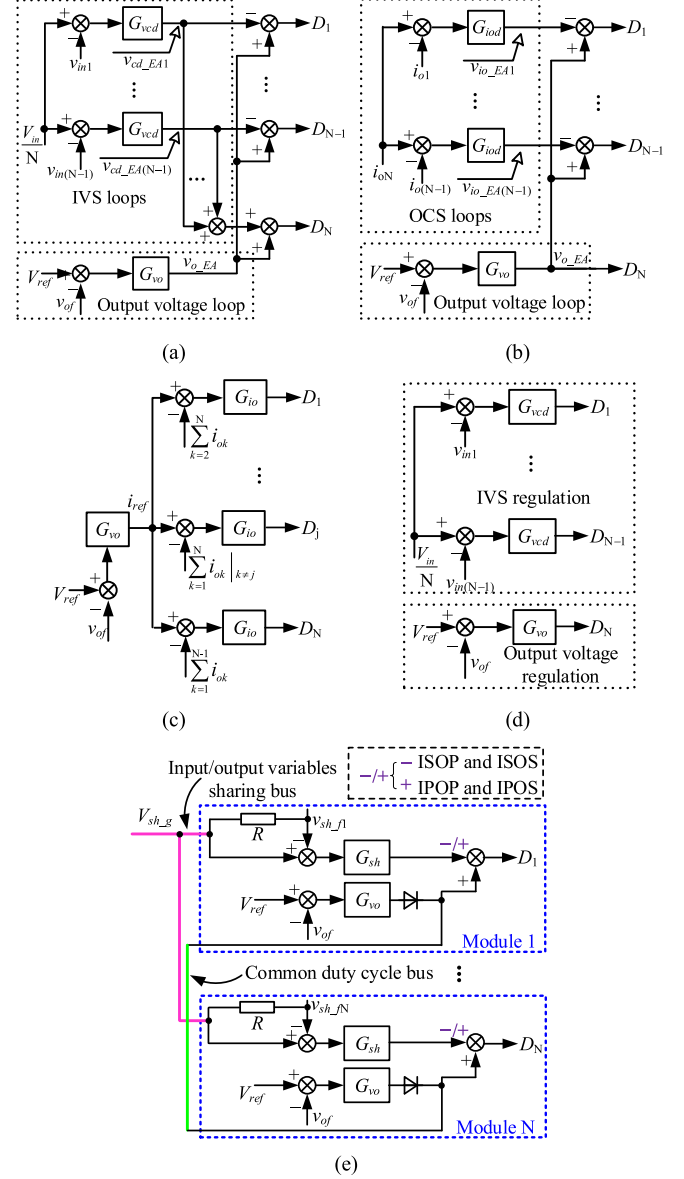 G_vcd
D_1
v_in1
v_cd_EA1
G_vcd
D_N-1
V_in/N
v_in(N-1)
v_cd_EA(N-1)
IVS loops
D_N
v_o_EA
V_ref
G_vo
v_of
Output voltage loop
(a)
G_iod
D_1
i_o1
v_io_EA1
G_iod
D_N-1
i_oN
i_o(N-1)
v_io_EA(N-1)
OCS loops
v_o_EA
V_ref
G_vo
D_N
v_of
Output voltage loop
(b)
G_io
D_1
N
∑ i_ok
k=2
i_ref
G_vo
G_io
D_j
N
∑ i_ok | k≠j
k=1
V_ref
v_of
G_io
D_N
N-1
∑ i_ok
k=1
(c)
G_vcd
D_1
v_in1
IVS regulation
G_vcd
D_N-1
V_in/N
v_in(N-1)
V_ref
G_vo
D_N
v_of
Output voltage
regulation
(d)
Input/output variables
sharing bus
−/+ { − ISOP and ISOS
+ IPOP and IPOS
V_sh_g
R
v_sh_f1
G_sh
−/+
D_1
V_ref
G_vo
v_of
Module 1
Common duty cycle bus
R
v_sh_fN
G_sh
−/+
D_N
V_ref
G_vo
v_of
Module N
(e)